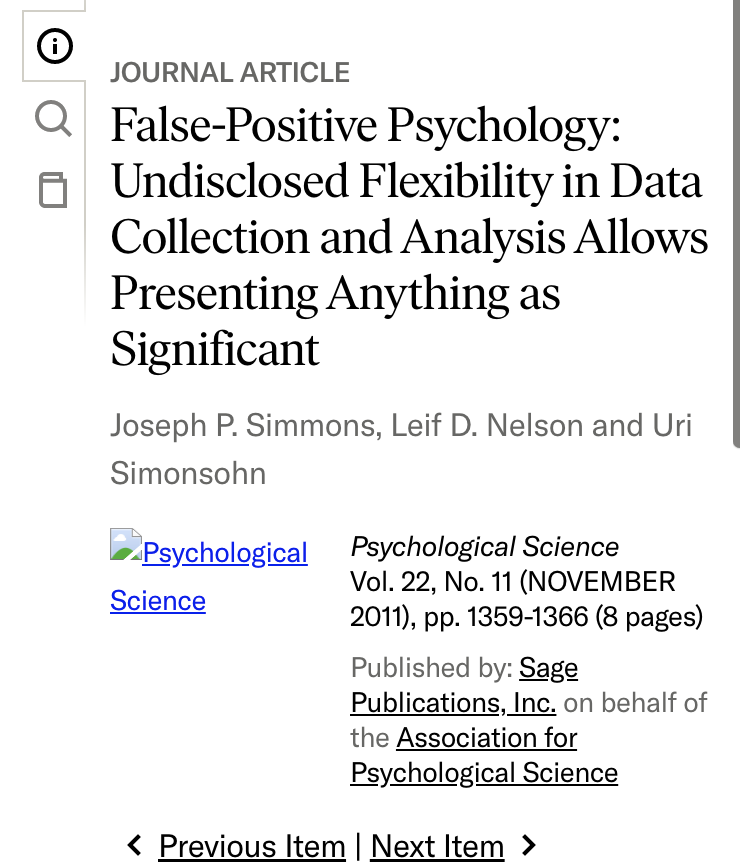 JOURNAL ARTICLE
False-Positive Psychology:
Undisclosed Flexibility in Data
Collection and Analysis Allows
Presenting Anything as
Significant
Joseph P. Simmons, Leif D. Nelson and Uri
Simonsohn
Psychological
Science
Psychological Science
Vol. 22, No. 11 (NOVEMBER
2011), pp. 1359-1366 (8 pages)
Published by: Sage
Publications, Inc. on behalf of
the Association for
Psychological Science
Previous Item | Next Item